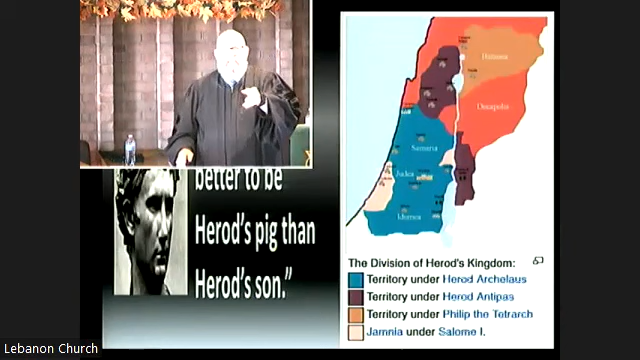 better to be
Herod's pig than
Herod's son."
Batanea
Decapolis
Samaria
Judea
Idumea
The Division of Herod's Kingdom:
Territory under Herod Archelaus
Territory under Herod Antipas
Territory under Philip the Tetrarch
Jamnia under Salome I.
Lebanon Church